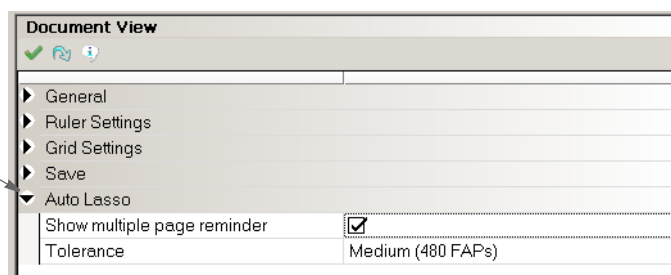 Document View
General
Ruler Settings
Grid Settings
Save
Auto Lasso
Show multiple page reminder
Tolerance Medium (480 FAPs)